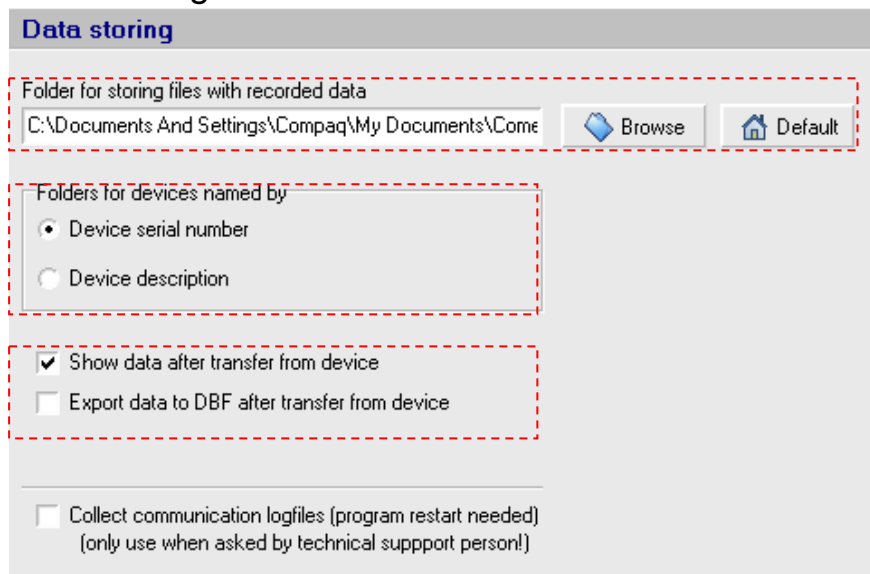 Data storing
Folder for storing files with recorded data
C:\Documents And Settings\Compaq\My Documents\Come Browse Default
Folders for devices named by
Device serial number
Device description
Show data after transfer from device
Export data to DBF after transfer from device
Collect communication logfiles (program restart needed)
(only use when asked by technical suppport person!)